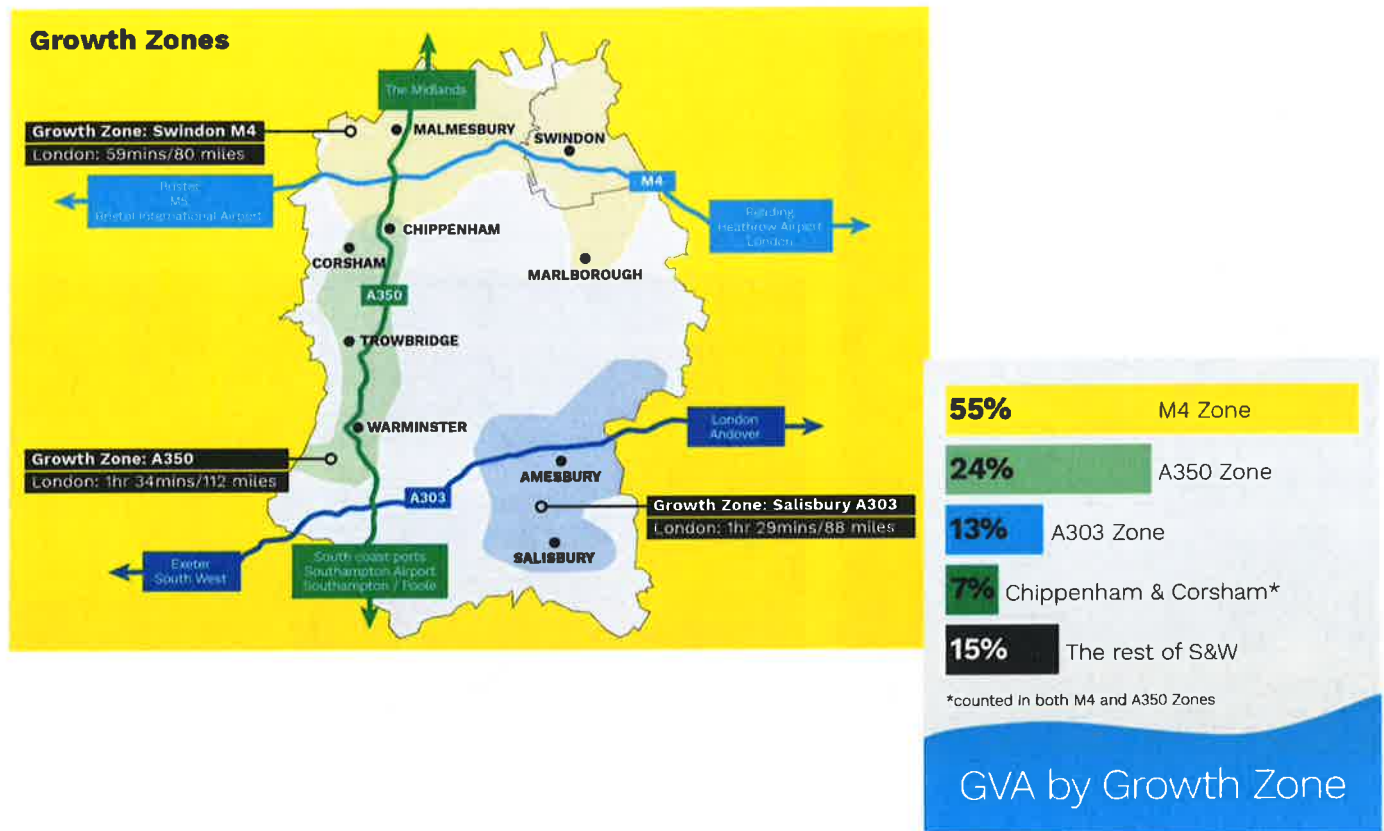 Growth Zones
The Midlands
Growth Zone: Swindon M4
London: 59mins/80 miles
MALMESBURY
SWINDON
M4
Bristol
M5
Bristol International Airport
Reading
Heathrow Airport
London
CHIPPENHAM
CORSHAM
MARLBOROUGH
A350
TROWBRIDGE
WARMINSTER
London
Andover
Growth Zone: A350
London: 1hr 34mins/112 miles
AMESBURY
A303
Growth Zone: Salisbury A303
London: 1hr 29mins/88 miles
SALISBURY
Exeter
South West
South coast ports
Southampton Airport
Southampton / Poole
55% M4 Zone
24% A350 Zone
13% A303 Zone
7% Chippenham & Corsham*
15% The rest of S&W
*counted in both M4 and A350 Zones
GVA by Growth Zone